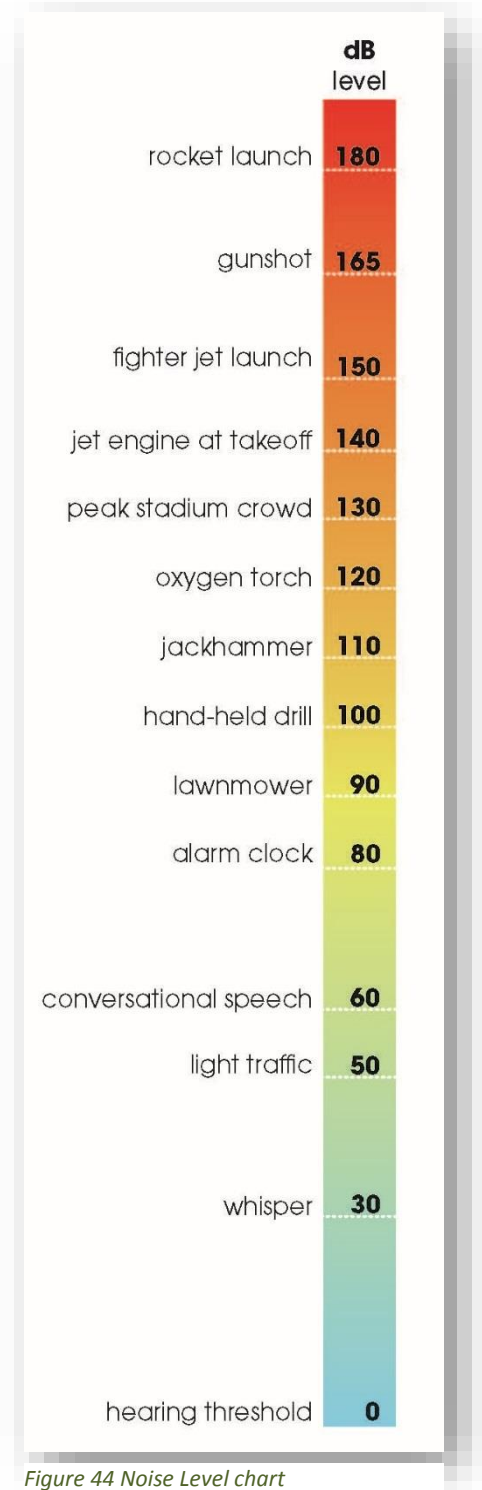 dB
level
rocket launch 180
gunshot 165
fighter jet launch 150
jet engine at takeoff 140
peak stadium crowd 130
oxygen torch 120
jackhammer 110
hand-held drill 100
lawnmower 90
alarm clock 80
conversational speech 60
light traffic 50
whisper 30
hearing threshold 0
Figure 44 Noise Level chart